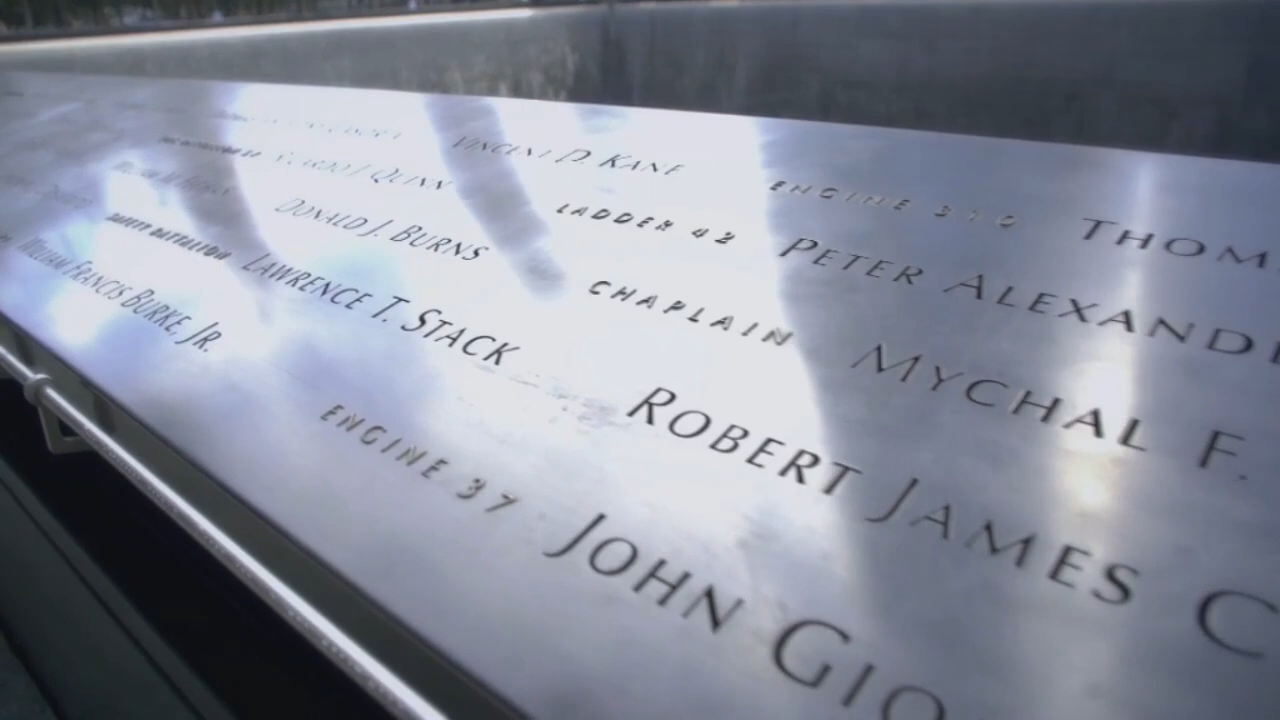 VINCENT D. KANE ENGINE 310 THOM
QUINN LADDER 42 PETER ALEXAND
DONALD J. BURNS CHAPLAIN MYCHAL F.
BATTALION LAWRENCE T. STACK ROBERT JAMES C
WILLIAM FRANCIS BURKE JR. ENGINE 37 JOHN GIO